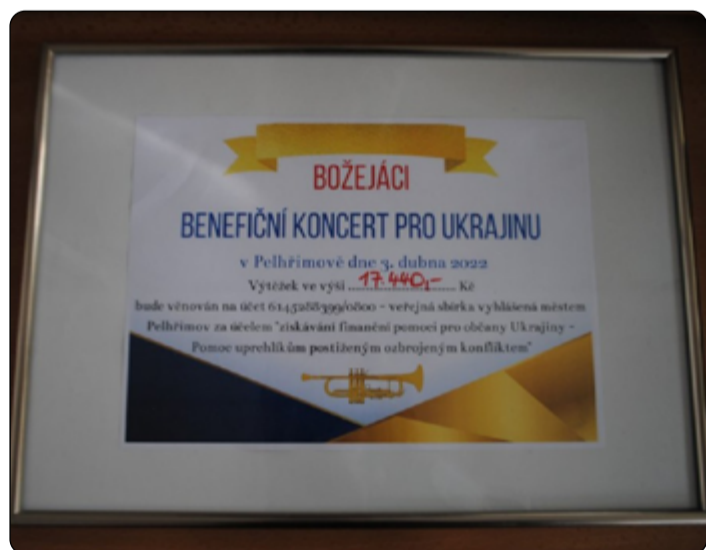 BOŽEJÁCI
BENEFIČNÍ KONCERT PRO UKRAJINU
v Pelhřimově dne 3. dubna 2022
Výtěžek ve výši 17.440,- Kč
bude věnován na účet 6145288399/0800 - veřejná sbírka vyhlášená městem
Pelhřimov za účelem "získávání finanční pomoci pro občany Ukrajiny -
Pomoc uprchlíkům postiženým ozbrojeným konfliktem"